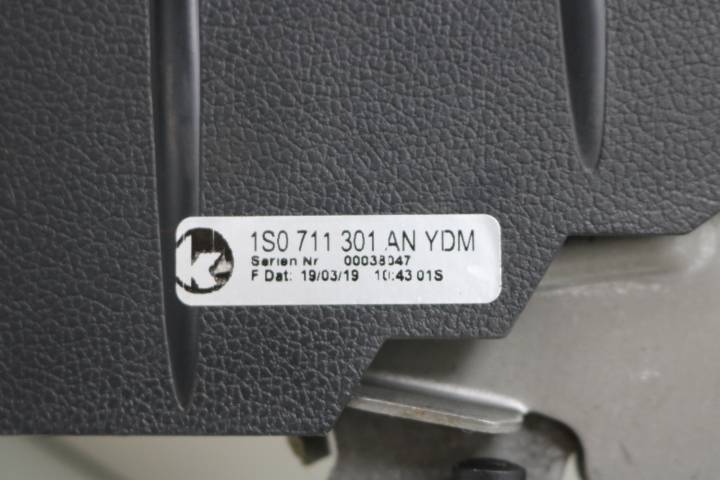 K
1S0 711 301 AN YDM
Serien Nr 00038047
F Dat: 19/03/19 10:43 01S